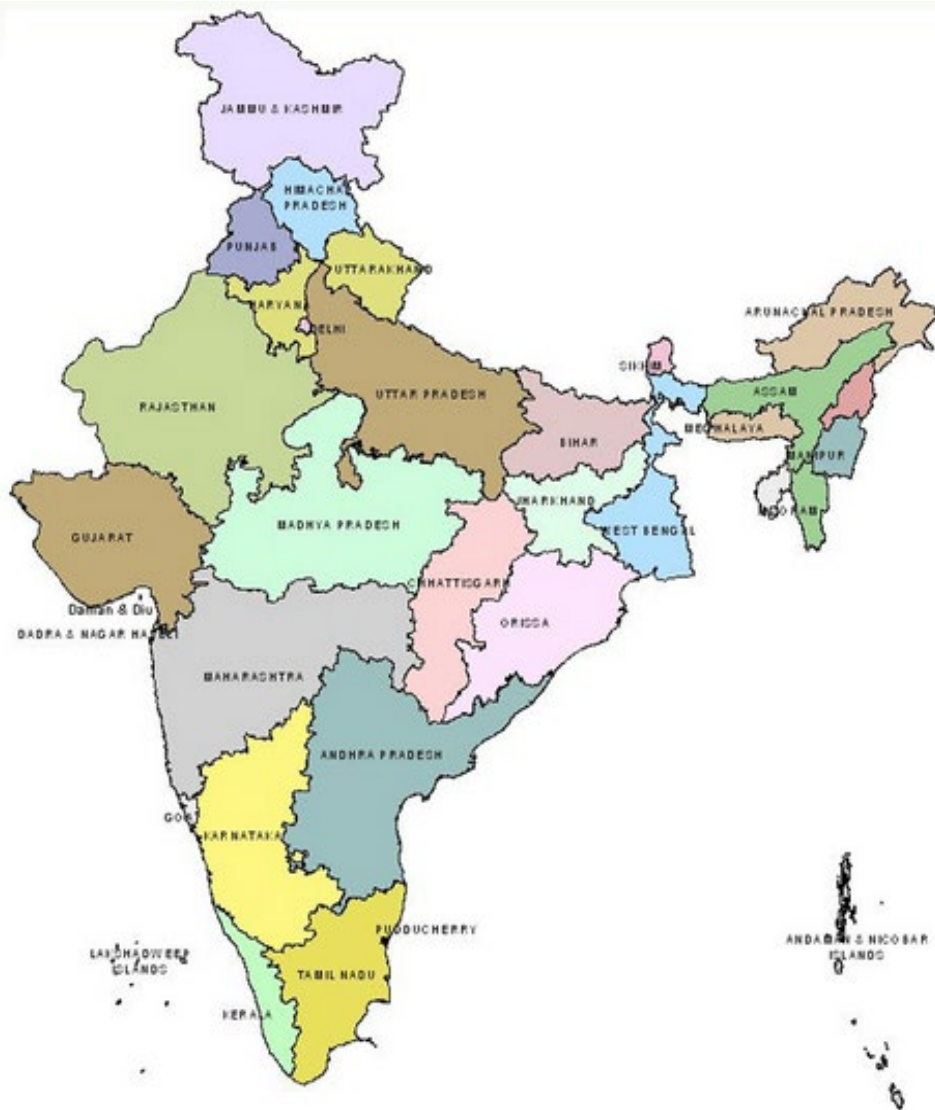 JAMMU & KASHMIR
HIMACHAL
PRADESH
PUNJAB
UTTARAKHAND
HARYANA
DELHI
ARUNACHAL PRADESH
SIKKIM
RAJASTHAN
UTTAR PRADESH
ASSAM
MEGHALAYA
BIHAR
MANIPUR
JHARKHAND
MIZORAM
MADHYA PRADESH
WEST BENGAL
GUJARAT
CHHATTISGARH
Daman & Diu
ORISSA
DADRA & NAGAR HAVELI
MAHARASHTRA
ANDHRA PRADESH
GOA
KARNATAKA
PUDDUCHERRY
LAKSHADWEEP
ISLANDS
ANDAMAN & NICOBAR
ISLANDS
TAMIL NADU
KERALA